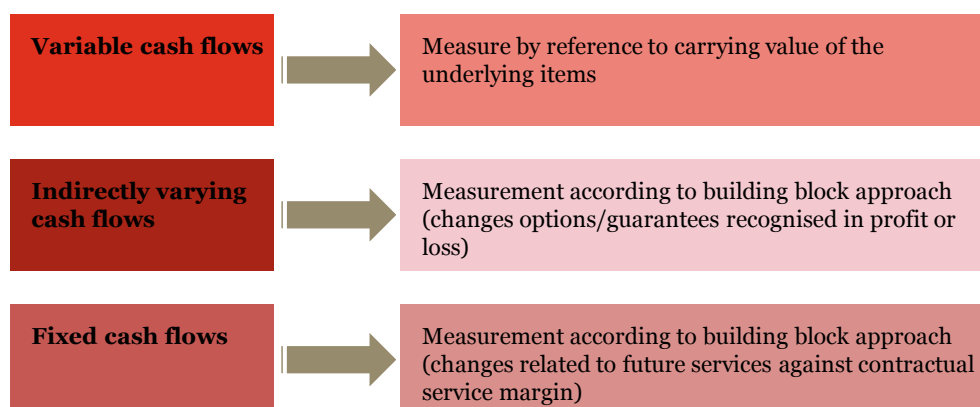 Variable cash flows
Measure by reference to carrying value of the
underlying items
Indirectly varying
cash flows
Measurement according to building block approach
(changes options/guarantees recognised in profit or
loss)
Fixed cash flows
Measurement according to building block approach
(changes related to future services against contractual
service margin)